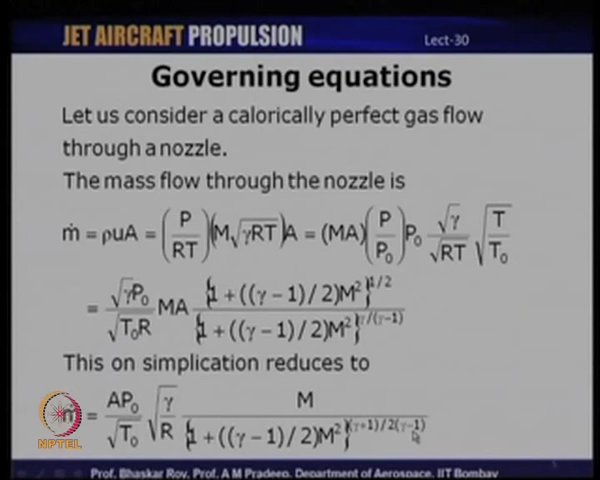 JET AIRCRAFT PROPULSION Lect-30
Governing equations
Let us consider a calorically perfect gas flow
through a nozzle.
The mass flow through the nozzle is
ṁ = ρuA = (P/RT)(M√γRT)A = (MA)(P/P₀)P₀ √γ/√RT √T/T₀
= √γP₀/√T₀R MA {1 + ((γ − 1)/2)M²}^1/2 / {1 + ((γ − 1)/2)M²}^γ/(γ−1)
This on simplication reduces to
ṁ = AP₀/√T₀ √γ/R M/{1 + ((γ − 1)/2)M²}^(γ+1)/2(γ−1)
NPTEL
Prof. Bhaskar Roy, Prof. A M Pradeep, Department of Aerospace, IIT Bombay